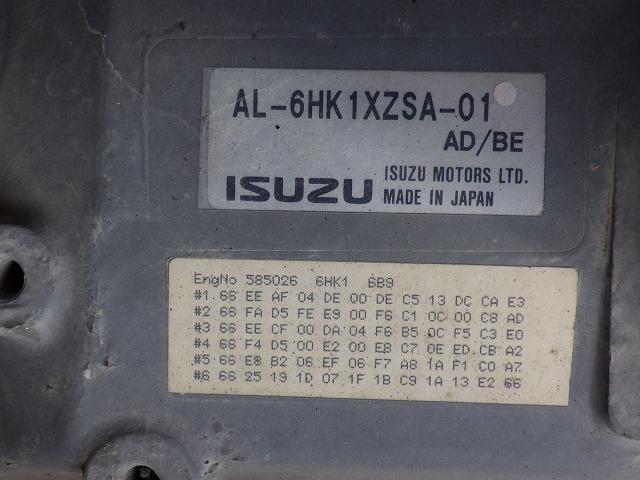 AL-6HK1XZSA-01
AD/BE
ISUZU
ISUZU MOTORS LTD.
MADE IN JAPAN
EngNo 585026 6HK1 6B9
#1.66 EE AF 04 DE 00 DE C5 13 DC CA E3
#2 66 FA D5 FE E9 00 F6 C1 0C 00 C8 AD
#3 66 EE CF 00 DA 04 F6 B5 0C F5 C3 E0
#4 66 F4 D5 00 E2 00 EB C7 0E ED CB A2
#5 66 E8 B2 06 EF 06 F7 A8 1A F1 C0 A7
#6 66 25 19 1D 07 1F 1B C9 1A 13 E2 66